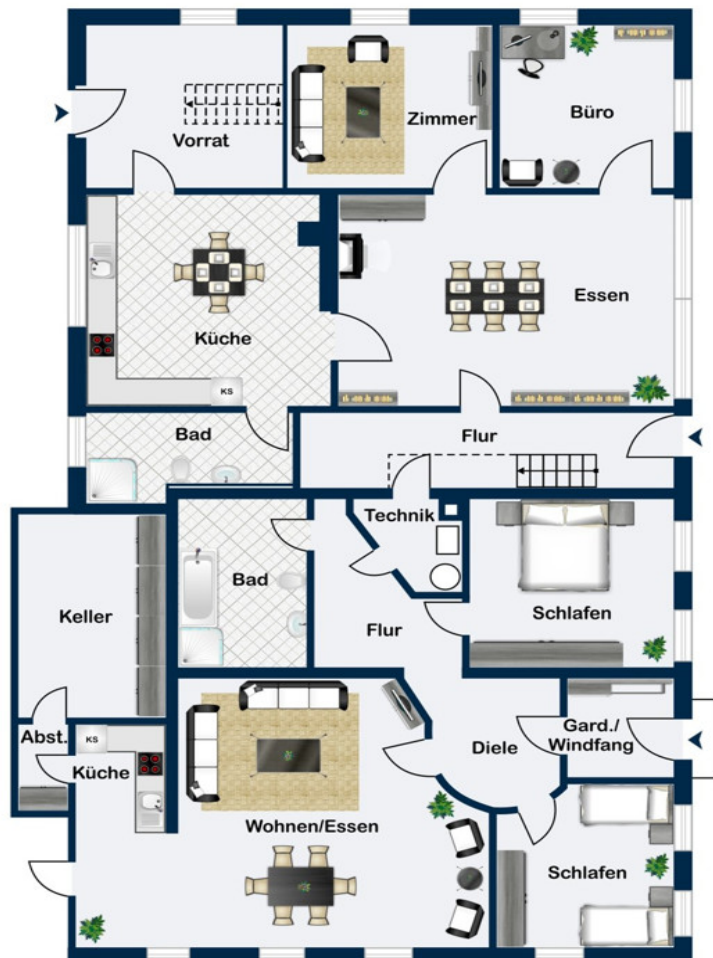 Vorrat
Zimmer
Büro
Küche
Essen
KS
Bad
Flur
Technik
Keller
Bad
Flur
Schlafen
Abst.
KS
Küche
Diele
Gard./
Windfang
Wohnen/Essen
Schlafen